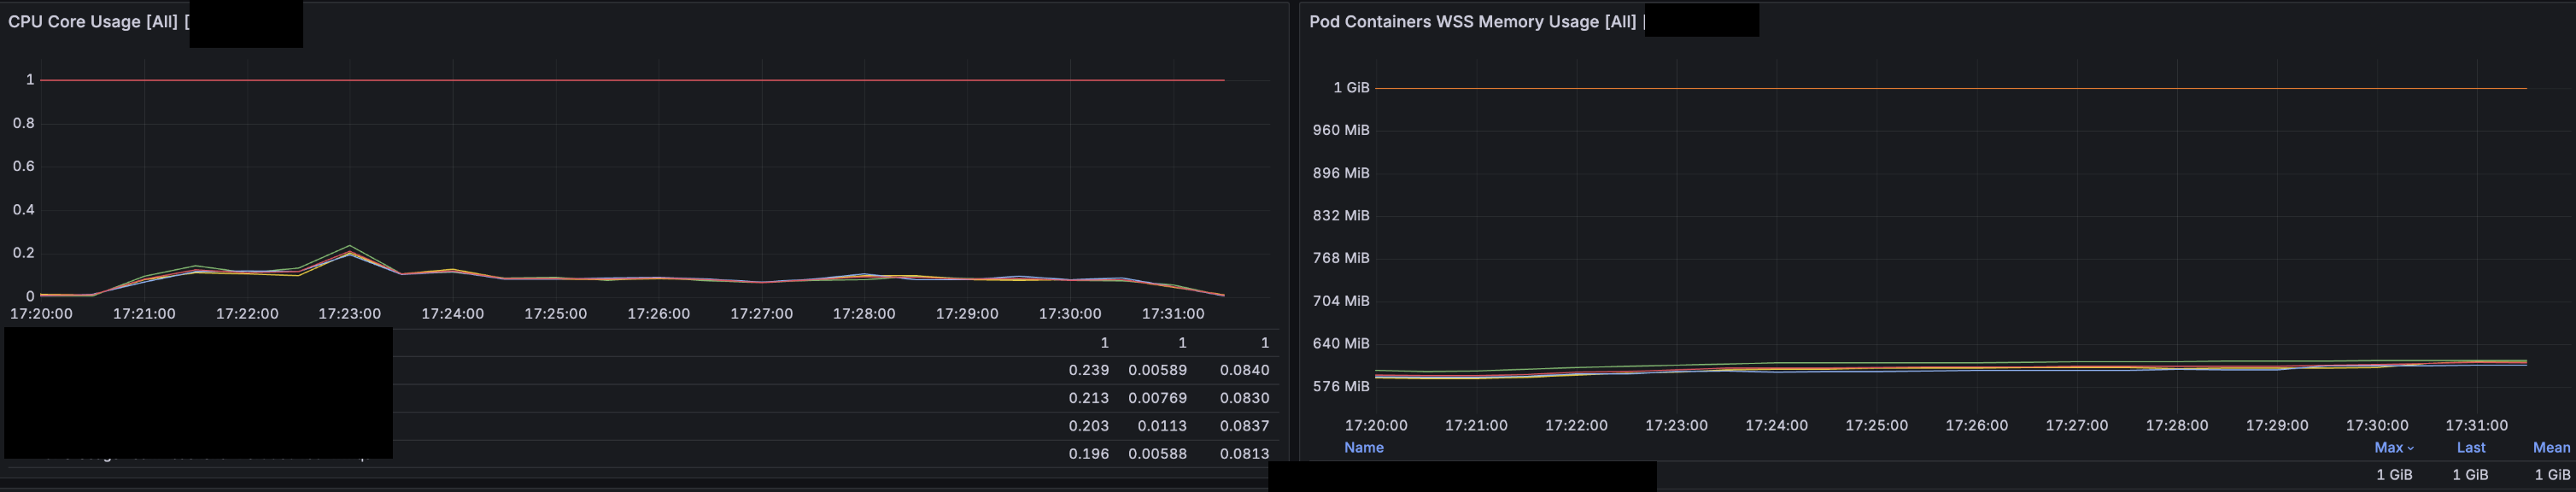 CPU Core Usage [All] [
1
0.8
0.6
0.4
0.2
0
17:20:00 17:21:00 17:22:00 17:23:00 17:24:00 17:25:00 17:26:00 17:27:00 17:28:00 17:29:00 17:30:00 17:31:00
1 1 1
0.239 0.00589 0.0840
0.213 0.00769 0.0830
0.203 0.0113 0.0837
0.196 0.00588 0.0813
Pod Containers WSS Memory Usage [All] [
1 GiB
960 MiB
896 MiB
832 MiB
768 MiB
704 MiB
640 MiB
576 MiB
17:20:00 17:21:00 17:22:00 17:23:00 17:24:00 17:25:00 17:26:00 17:27:00 17:28:00 17:29:00 17:30:00 17:31:00
Name Max Last Mean
1 GiB 1 GiB 1 GiB